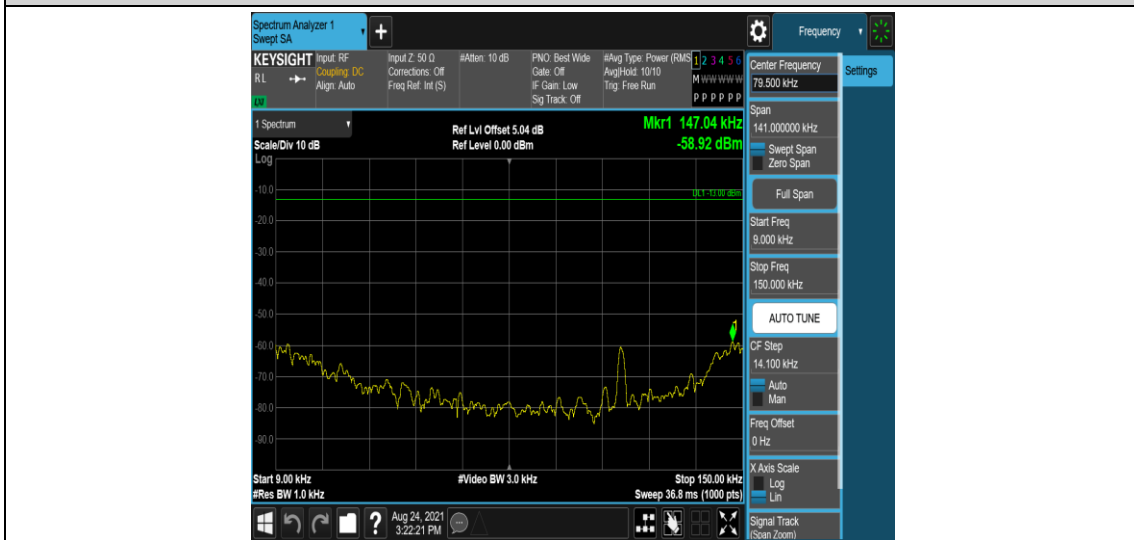 Spectrum Analyzer 1
Swept SA
+
Frequency
KEYSIGHT
RL
LXI
Input: RF
Coupling: DC
Align: Auto
Input Z: 50 Ω
Corrections: Off
Freq Ref: Int (S)
#Atten: 10 dB
PNO: Best Wide
Gate: Off
IF Gain: Low
Sig Track: Off
#Avg Type: Power (RMS
Avg|Hold: 10/10
Trig: Free Run
1 2 3 4 5 6
M W W W W W
P P P P P P
1 Spectrum
Scale/Div 10 dB
Log
Ref Lvl Offset 5.04 dB
Ref Level 0.00 dBm
Mkr1 147.04 kHz
-58.92 dBm
DL1 -13.00 dBm
-10.0
-20.0
-30.0
-40.0
-50.0
-60.0
-70.0
-80.0
-90.0
Start 9.00 kHz
#Res BW 1.0 kHz
#Video BW 3.0 kHz
Stop 150.00 kHz
Sweep 36.8 ms (1000 pts)
Center Frequency
79.500 kHz
Span
141.000000 kHz
Swept Span
Zero Span
Full Span
Start Freq
9.000 kHz
Stop Freq
150.000 kHz
AUTO TUNE
CF Step
14.100 kHz
Auto
Man
Freq Offset
0 Hz
X Axis Scale
Log
Lin
Signal Track
(Span Zoom)
Settings
?
Aug 24, 2021
3:22:21 PM